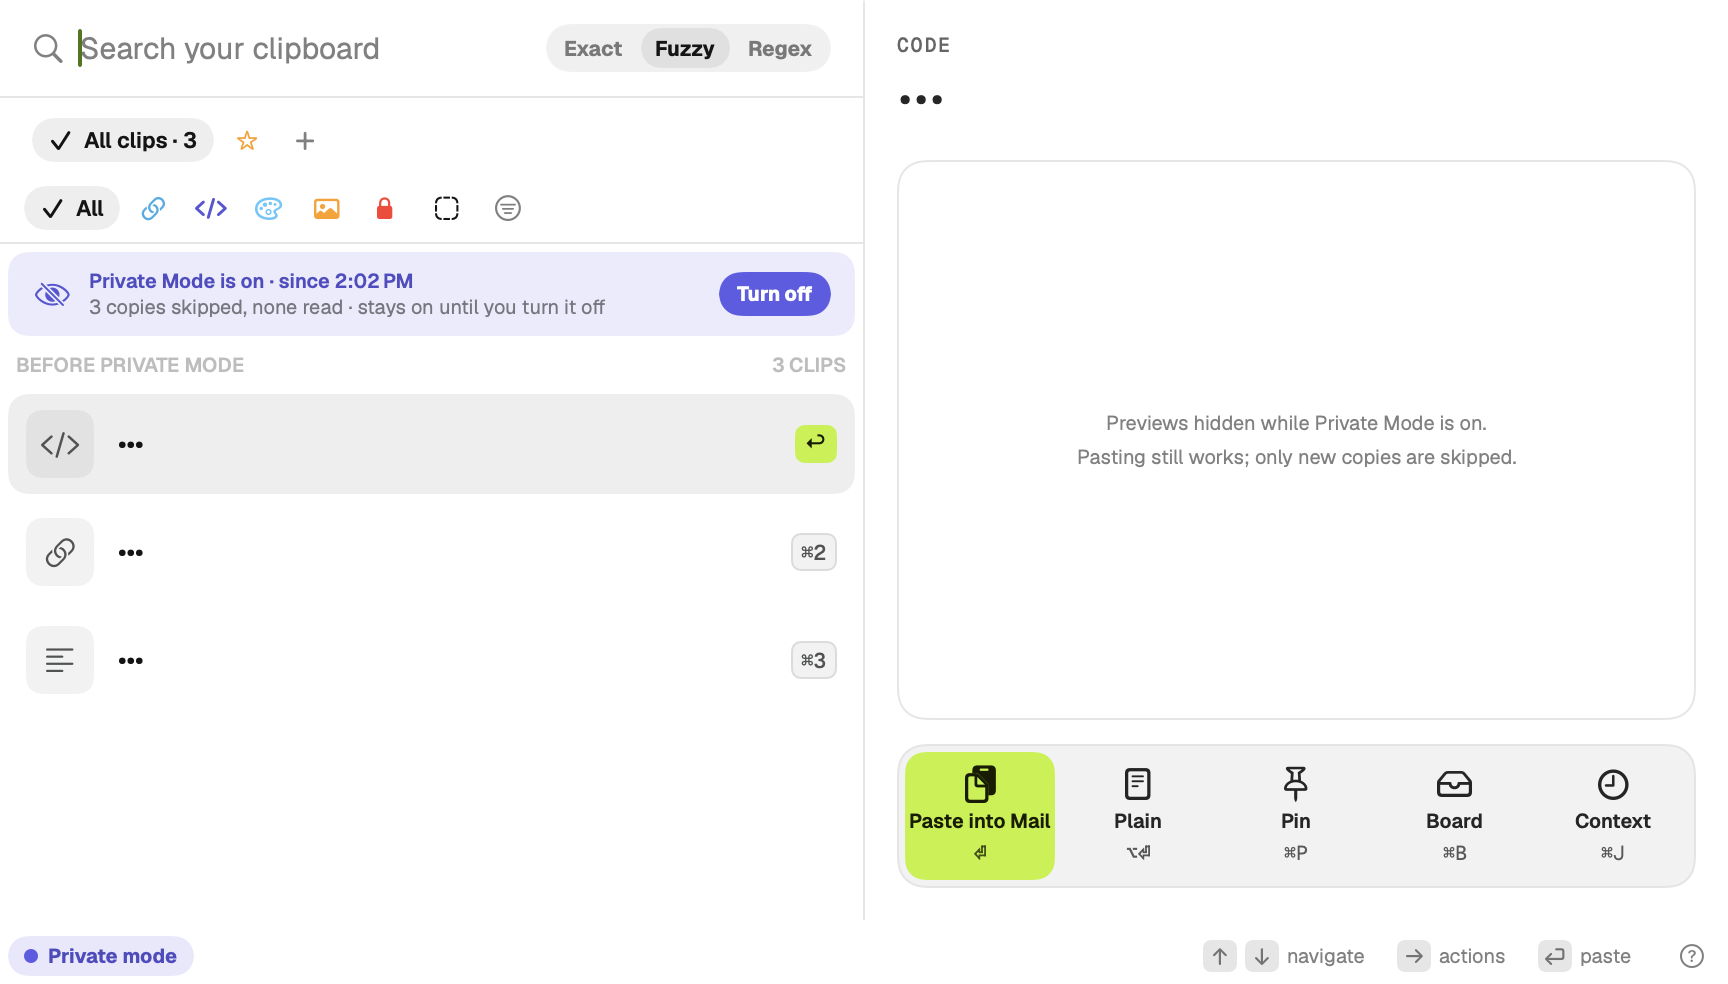 Search your clipboard
Exact Fuzzy Regex
All clips · 3
All
Private Mode is on · since 2:02 PM
3 copies skipped, none read · stays on until you turn it off
Turn off
BEFORE PRIVATE MODE 3 CLIPS
•••
•••
⌘2
•••
⌘3
Private mode
CODE
•••
Previews hidden while Private Mode is on.
Pasting still works; only new copies are skipped.
Paste into Mail
⏎
Plain
⌥⏎
Pin
⌘P
Board
⌘B
Context
⌘J
↑ ↓ navigate → actions ↩ paste ?